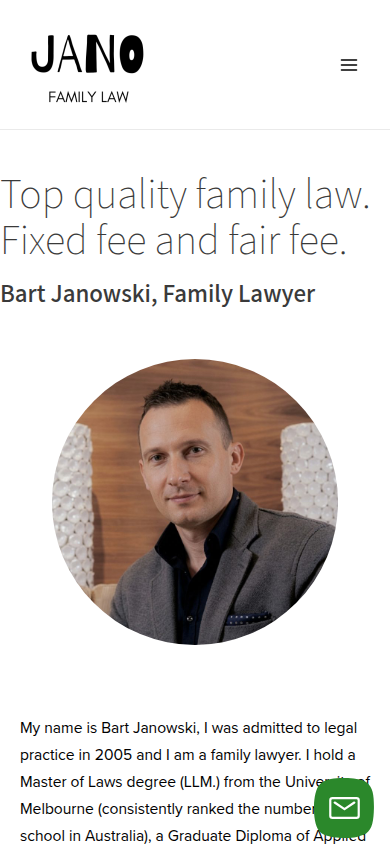 JANO
FAMILY LAW
Top quality family law.
Fixed fee and fair fee.
Bart Janowski, Family Lawyer
My name is Bart Janowski, I was admitted to legal
practice in 2005 and I am a family lawyer. I hold a
Master of Laws degree (LLM.) from the University of
Melbourne (consistently ranked the number
school in Australia), a Graduate Diploma of Applied